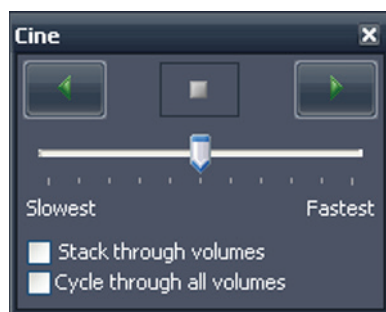 Cine
Slowest Fastest
Stack through volumes
Cycle through all volumes